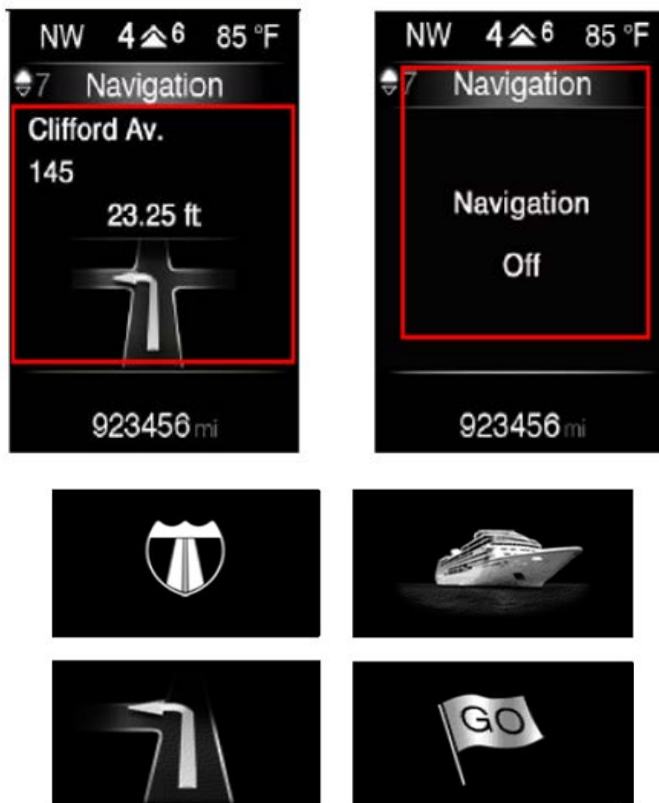 NW 4 6 85 °F
7 Navigation
Clifford Av.
145
23.25 ft
923456 mi
NW 4 6 85 °F
7 Navigation
Navigation
Off
923456 mi
GO